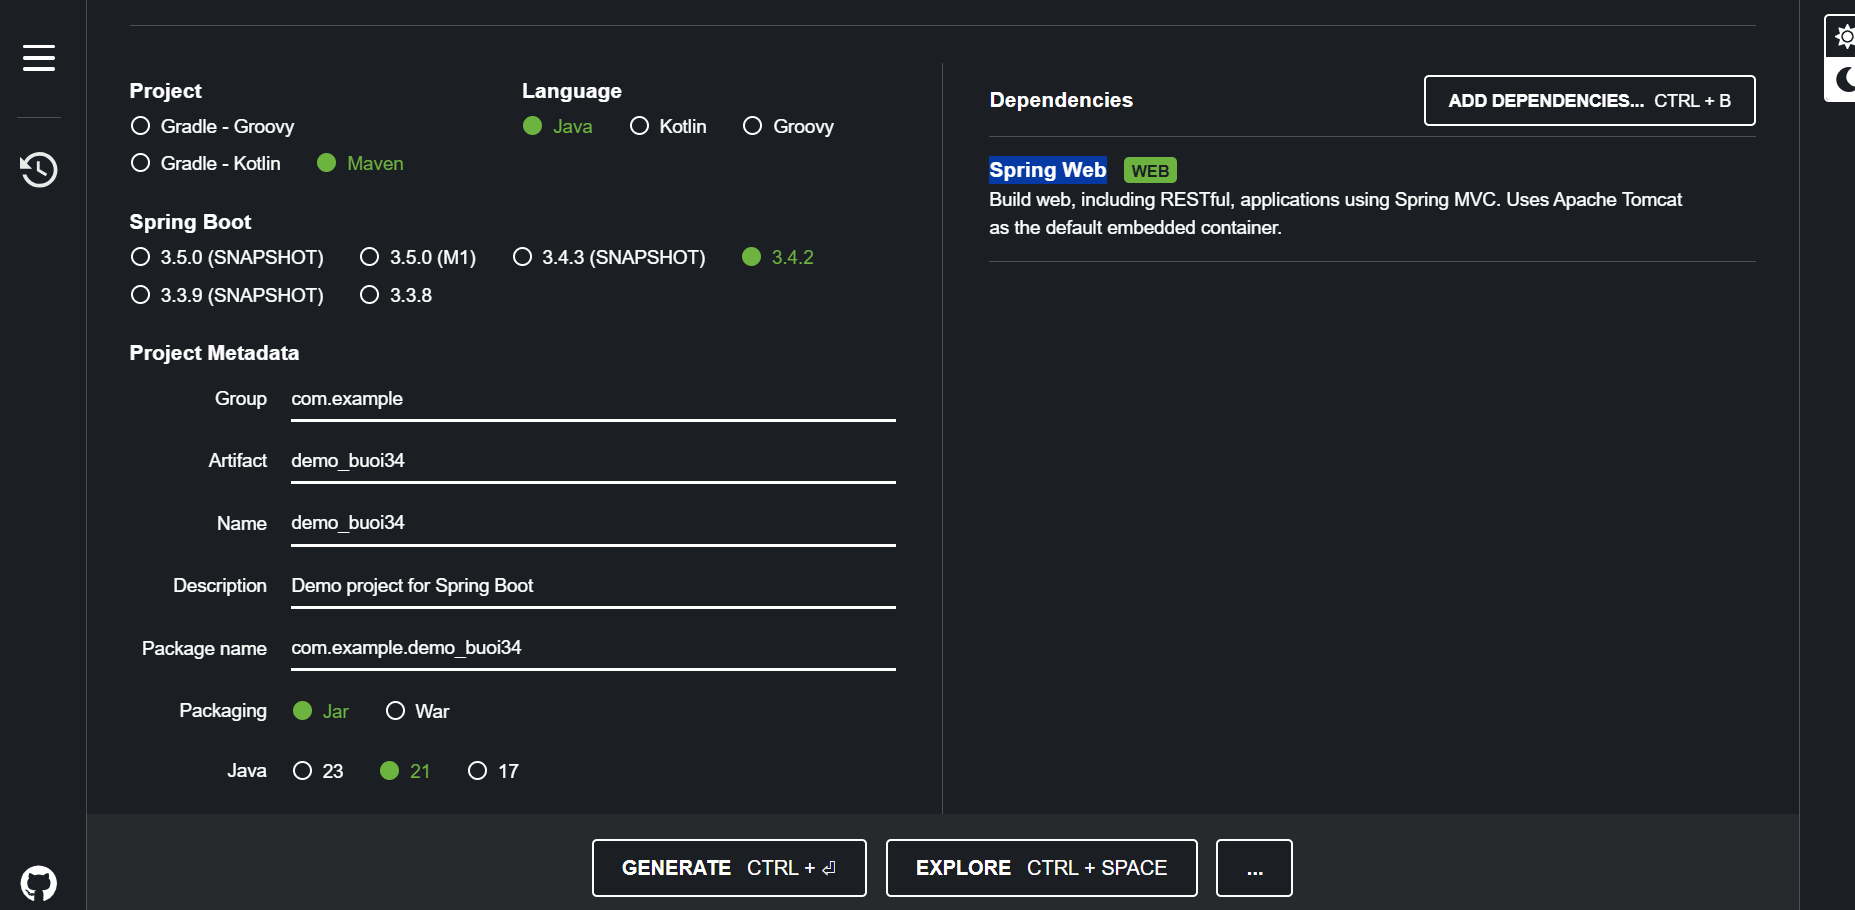 Project
Gradle - Groovy
Gradle - Kotlin Maven
Language
Java Kotlin Groovy
Spring Boot
3.5.0 (SNAPSHOT) 3.5.0 (M1) 3.4.3 (SNAPSHOT) 3.4.2
3.3.9 (SNAPSHOT) 3.3.8
Project Metadata
Group com.example
Artifact demo_buoi34
Name demo_buoi34
Description Demo project for Spring Boot
Package name com.example.demo_buoi34
Packaging Jar War
Java 23 21 17
Dependencies ADD DEPENDENCIES... CTRL + B
Spring Web WEB
Build web, including RESTful, applications using Spring MVC. Uses Apache Tomcat
as the default embedded container.
GENERATE CTRL + ⏎ EXPLORE CTRL + SPACE ...